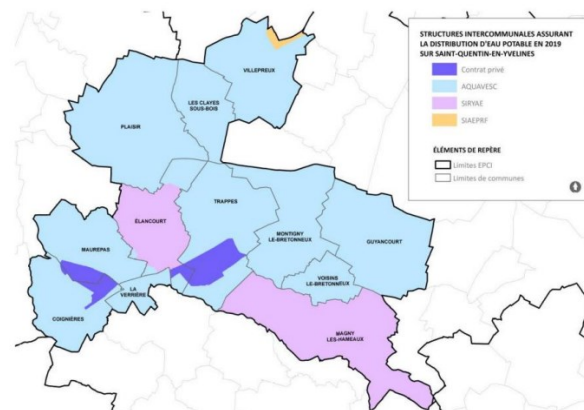 STRUCTURES INTERCOMMUNALES ASSURANT
LA DISTRIBUTION D'EAU POTABLE EN 2019
SUR SAINT-QUENTIN-EN-YVELINES
Contrat privé
AQUAVESC
SIRYAE
SIAEPRF
ÉLÉMENTS DE REPÈRE
Limites EPCI
Limites de communes
VILLEPREUX
LES CLAYES
SOUS-BOIS
PLAISIR
TRAPPES
ÉLANCOURT
MONTIGNY
LE-BRETONNEUX
GUYANCOURT
MAUREPAS
VOISINS
LE-BRETONNEUX
LA
VERRIÈRE
COIGNIÈRES
MAGNY
LES-HAMEAUX